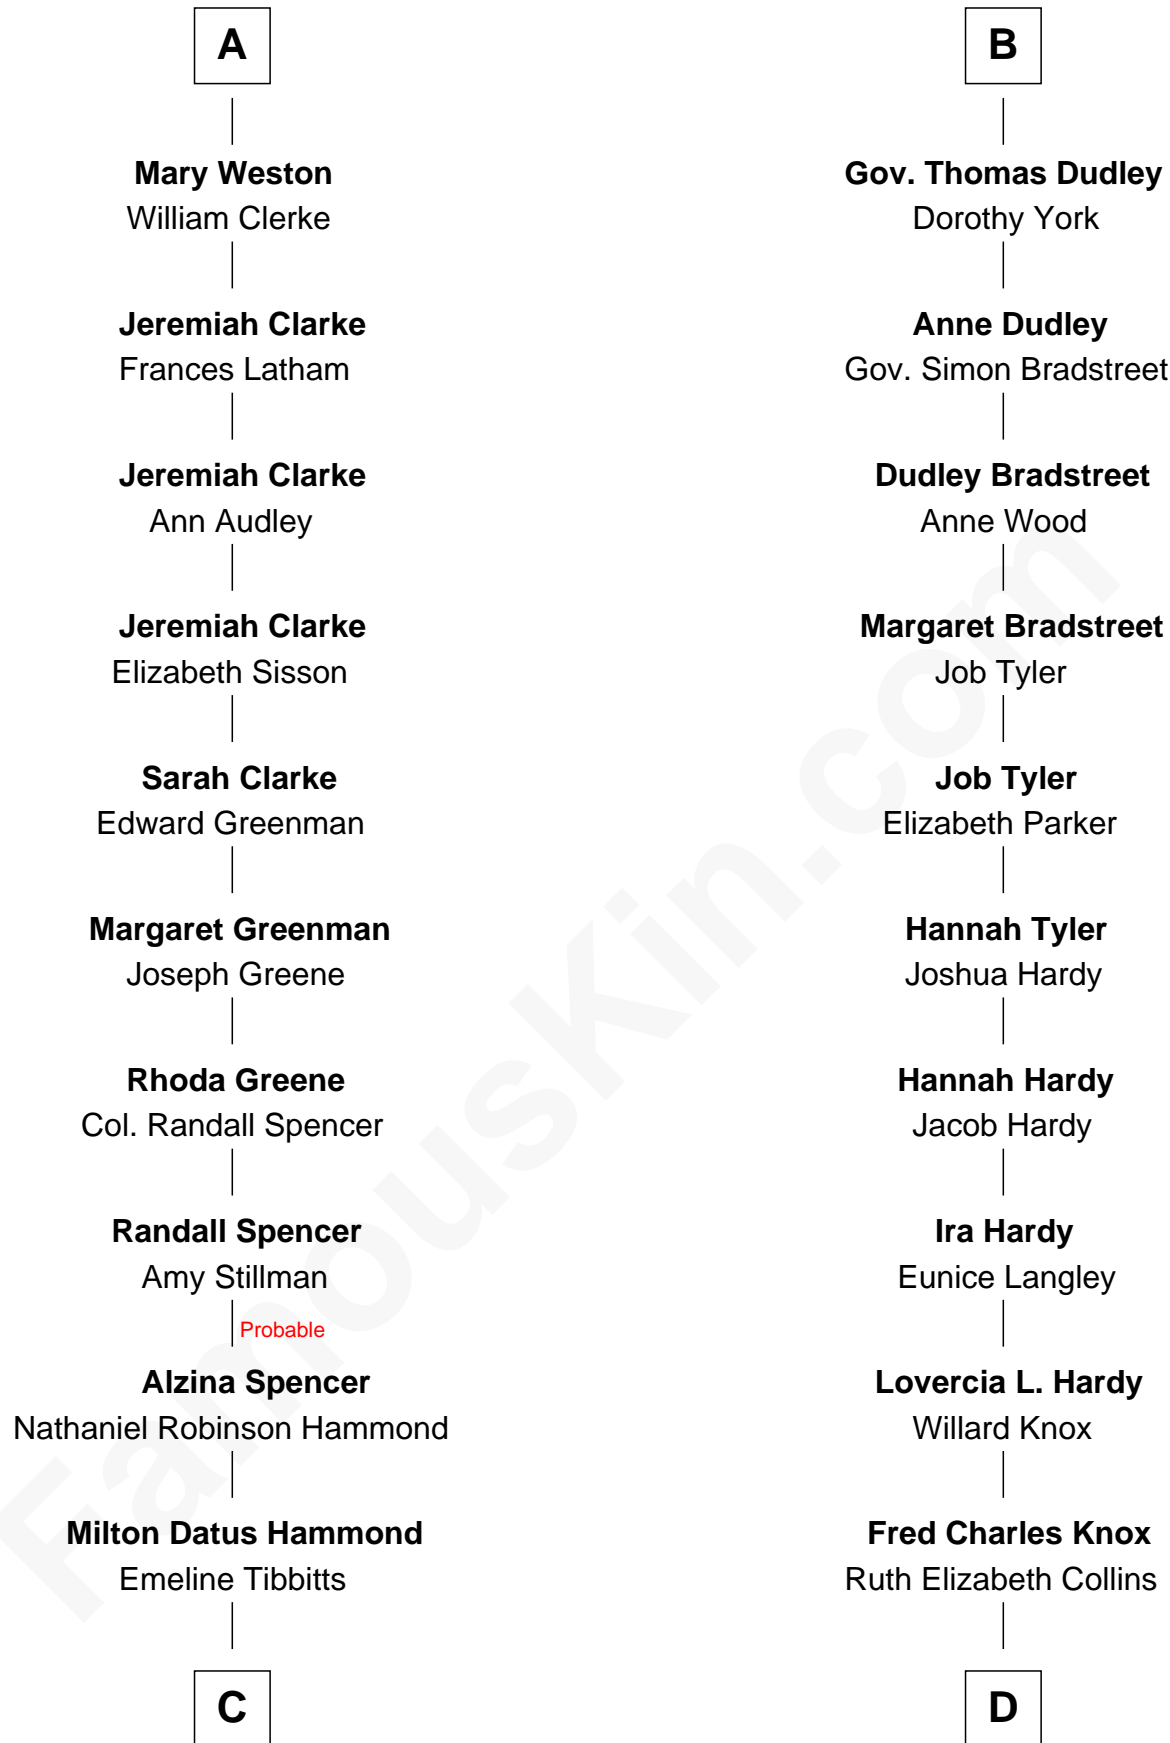 A
Mary Weston
William Clerke
Jeremiah Clarke
Frances Latham
Jeremiah Clarke
Ann Audley
Jeremiah Clarke
Elizabeth Sisson
Sarah Clarke
Edward Greenman
Margaret Greenman
Joseph Greene
Rhoda Greene
Col. Randall Spencer
Randall Spencer
Amy Stillman
Probable
Alzina Spencer
Nathaniel Robinson Hammond
Milton Datus Hammond
Emeline Tibbitts
C
B
Gov. Thomas Dudley
Dorothy York
Anne Dudley
Gov. Simon Bradstreet
Dudley Bradstreet
Anne Wood
Margaret Bradstreet
Job Tyler
Job Tyler
Elizabeth Parker
Hannah Tyler
Joshua Hardy
Hannah Hardy
Jacob Hardy
Ira Hardy
Eunice Langley
Lovercia L. Hardy
Willard Knox
Fred Charles Knox
Ruth Elizabeth Collins
D
FamousKin.com